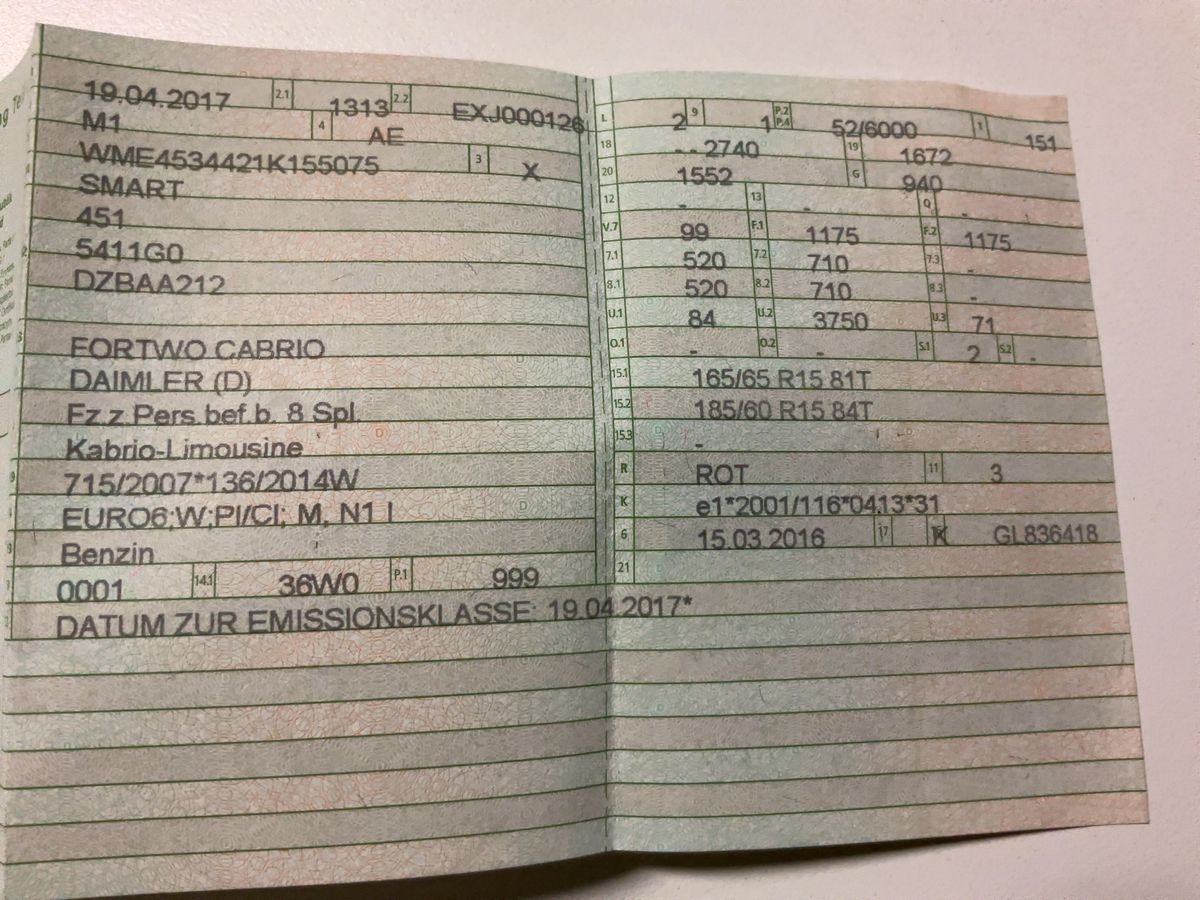 19.04.2017 2.1 1313 2.2 EXJ000126
M1 4 AE
WME4534421K155075 3 X
SMART
451
5411G0
DZBAA212
FORTWO CABRIO
DAIMLER (D)
Fz.z.Pers.bef.b. 8 Spl.
Kabrio-Limousine
715/2007*136/2014W
EURO6;W;PI/CI; M, N1 I
Benzin
0001 14.1 36W0 P.1 999
DATUM ZUR EMISSIONSKLASSE: 19.04.2017*
L 2 9 1 P.2 P.4 52/6000 T 151
18 - - 2740 19 1672
20 1552 G 940
12 - 13 - Q -
V.7 99 F.1 1175 F.2 1175
7.1 520 7.2 710 7.3 -
8.1 520 8.2 710 8.3 -
U.1 84 U.2 3750 U.3 71
O.1 - O.2 - S.1 2 S.2 -
15.1 165/65 R15 81T
15.2 185/60 R15 84T
15.3 -
R ROT 11 3
K e1*2001/116*0413*31
6 15.03.2016 17 K GL836418
21